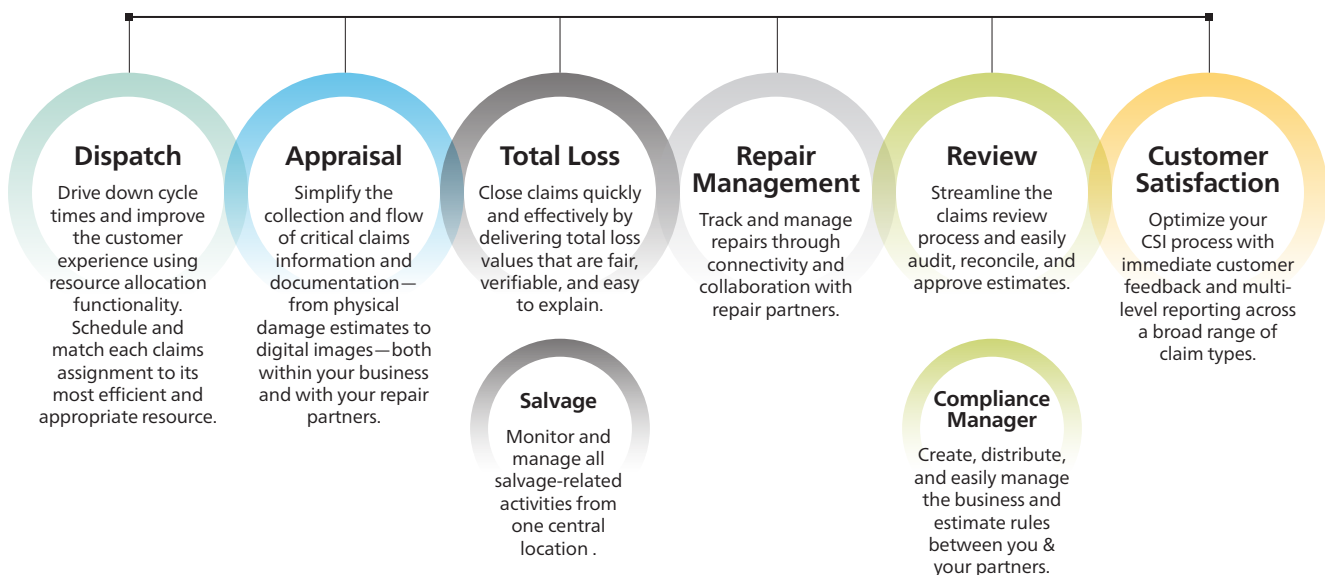 Dispatch
Drive down cycle
times and improve
the customer
experience using
resource allocation
functionality.
Schedule and
match each claims
assignment to its
most efficient and
appropriate resource.
Appraisal
Simplify the
collection and flow
of critical claims
information and
documentation—
from physical
damage estimates to
digital images—both
within your business
and with your repair
partners.
Total Loss
Close claims quickly
and effectively by
delivering total loss
values that are fair,
verifiable, and easy
to explain.
Salvage
Monitor and
manage all
salvage-related
activities from
one central
location .
Repair
Management
Track and manage
repairs through
connectivity and
collaboration with
repair partners.
Review
Streamline the
claims review
process and easily
audit, reconcile, and
approve estimates.
Compliance
Manager
Create, distribute,
and easily manage
the business and
estimate rules
between you &
your partners.
Customer
Satisfaction
Optimize your
CSI process with
immediate customer
feedback and multi-
level reporting across
a broad range of
claim types.